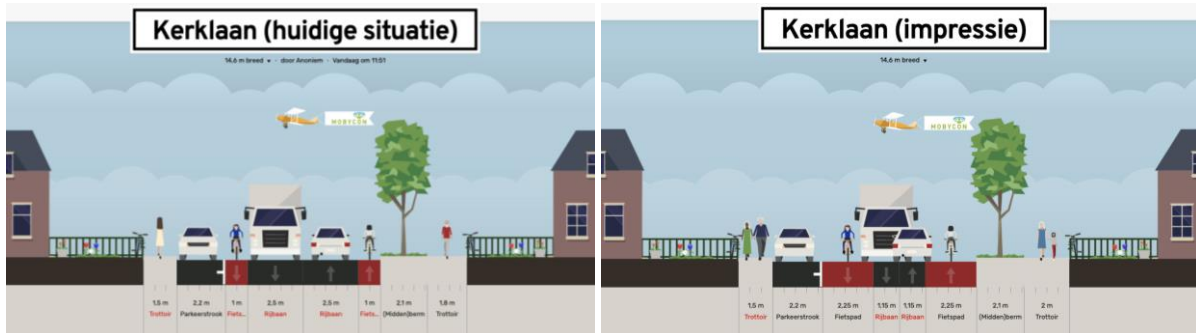 Kerklaan (huidige situatie)
14,6 m breed · door Anoniem · Vandaag om 11:51
MOBYCON
1,5 m 2,2 m 1 m 2,5 m 2,5 m 1 m 2,1 m 1,8 m
Trottoir Parkeerstrook Fiets... Rijbaan Rijbaan Fiets... (Midden)berm Trottoir
Kerklaan (impressie)
14,6 m breed
MOBYCON
1,5 m 2,2 m 2,25 m 1,15 m 1,15 m 2,25 m 2,1 m 2 m
Trottoir Parkeerstrook Fietspad Rijbaan Rijbaan Fietspad (Midden)berm Trottoir